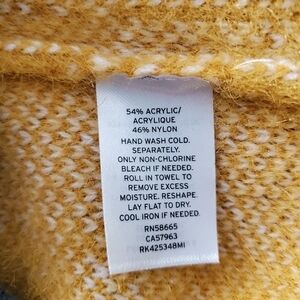 54% ACRYLIC/
ACRYLIQUE
46% NYLON
HAND WASH COLD.
SEPARATELY.
ONLY NON-CHLORINE
BLEACH IF NEEDED.
ROLL IN TOWEL TO
REMOVE EXCESS
MOISTURE. RESHAPE.
LAY FLAT TO DRY.
COOL IRON IF NEEDED.
RN58665
CA57963
RK425348MI